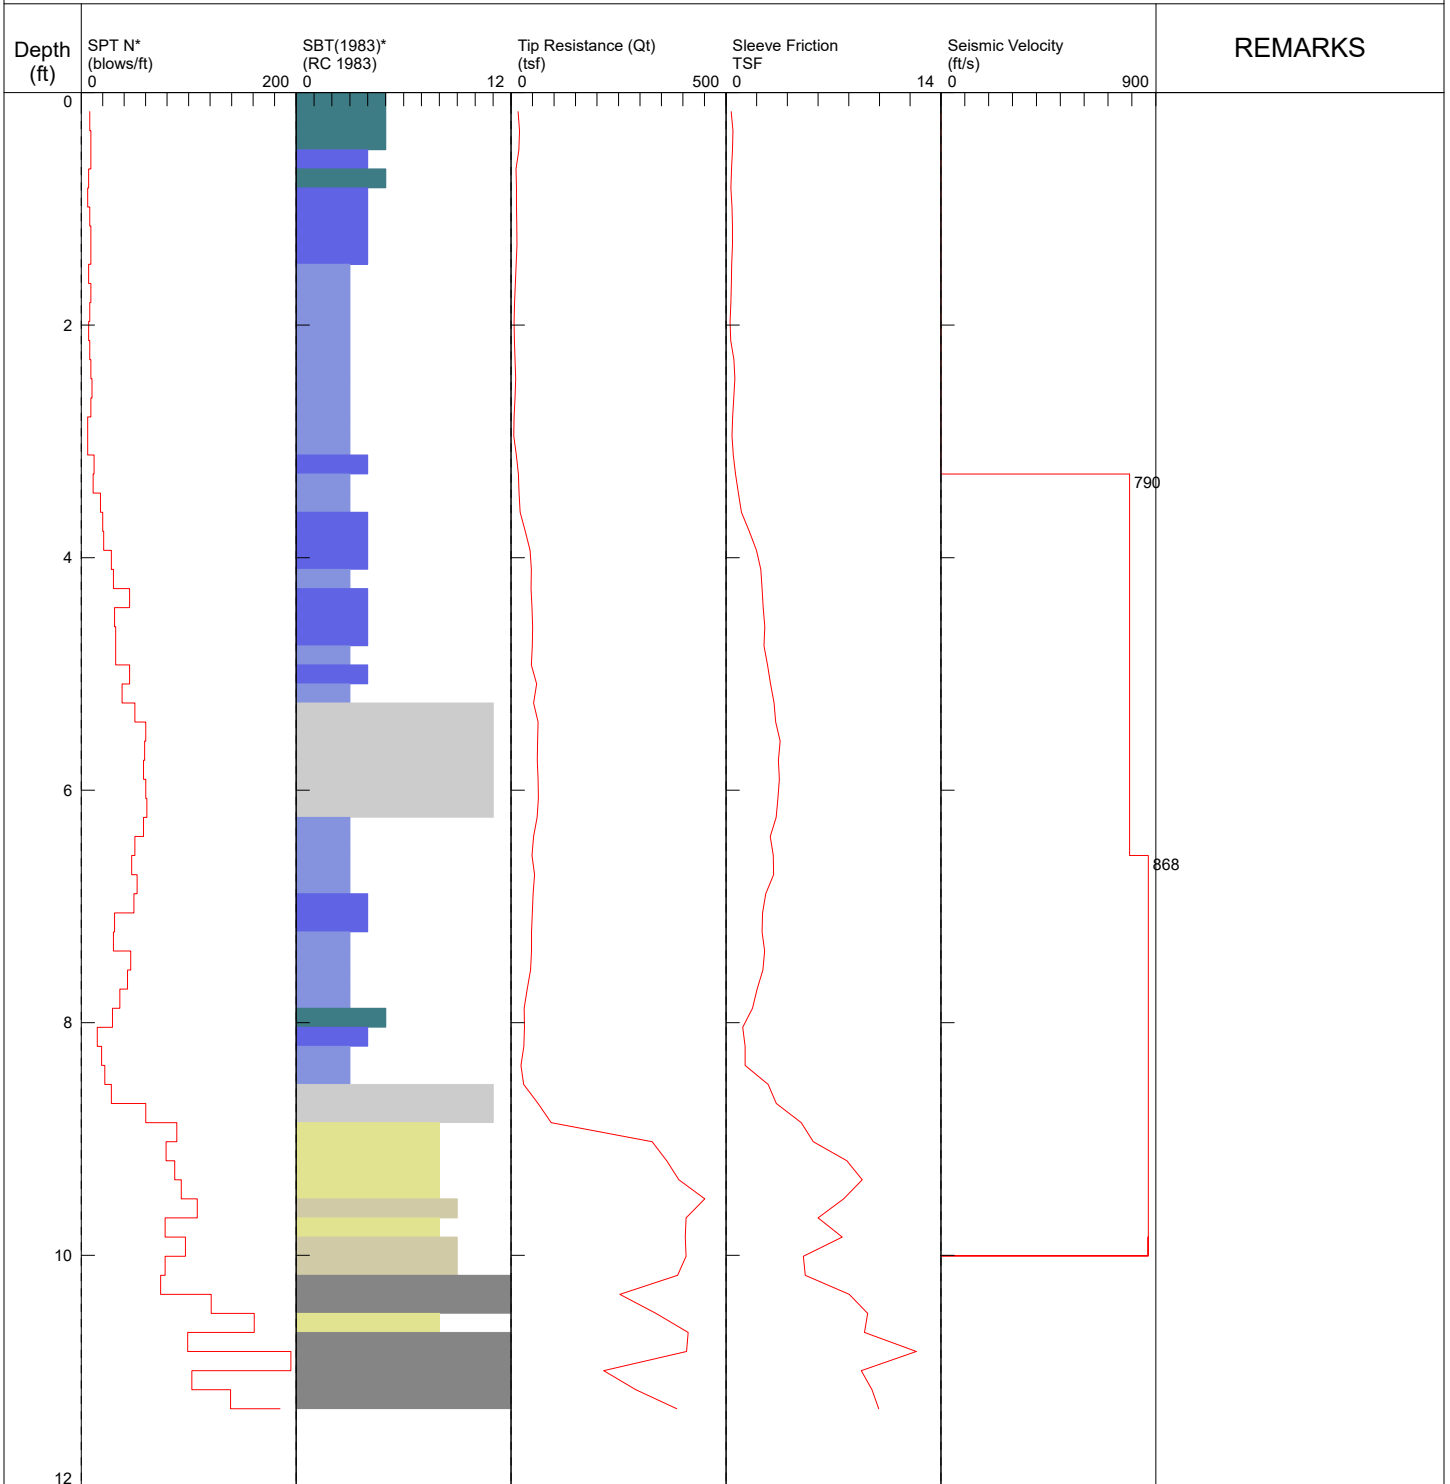 Depth
(ft)
SPT N*
(blows/ft)
0 200
SBT(1983)*
(RC 1983)
0 12
Tip Resistance (Qt)
(tsf)
0 500
Sleeve Friction
TSF
0 14
Seismic Velocity
(ft/s)
0 900
REMARKS
0
2
790
4
6
868
8
10
12